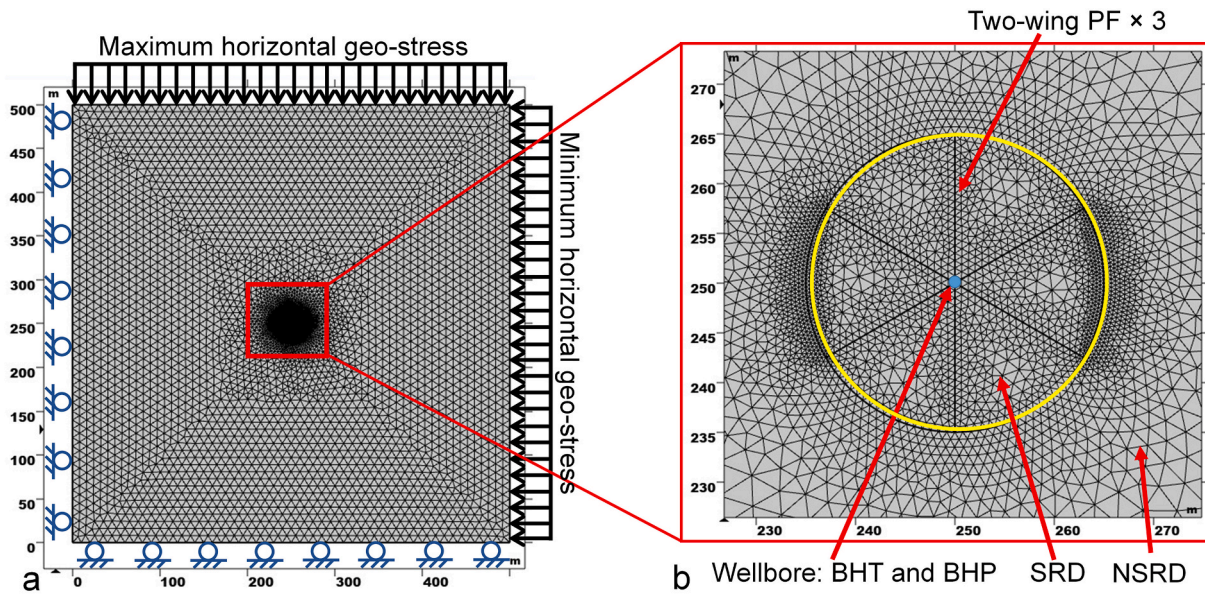 Two-wing PF × 3
Maximum horizontal geo-stress
m
500
450
400
350
300
250
200
150
100
50
0
0
100
200
300
400
m
Minimum horizontal geo-stress
a
m
270
265
260
255
250
245
240
235
230
230
240
250
260
270
m
b
Wellbore: BHT and BHP
SRD
NSRD